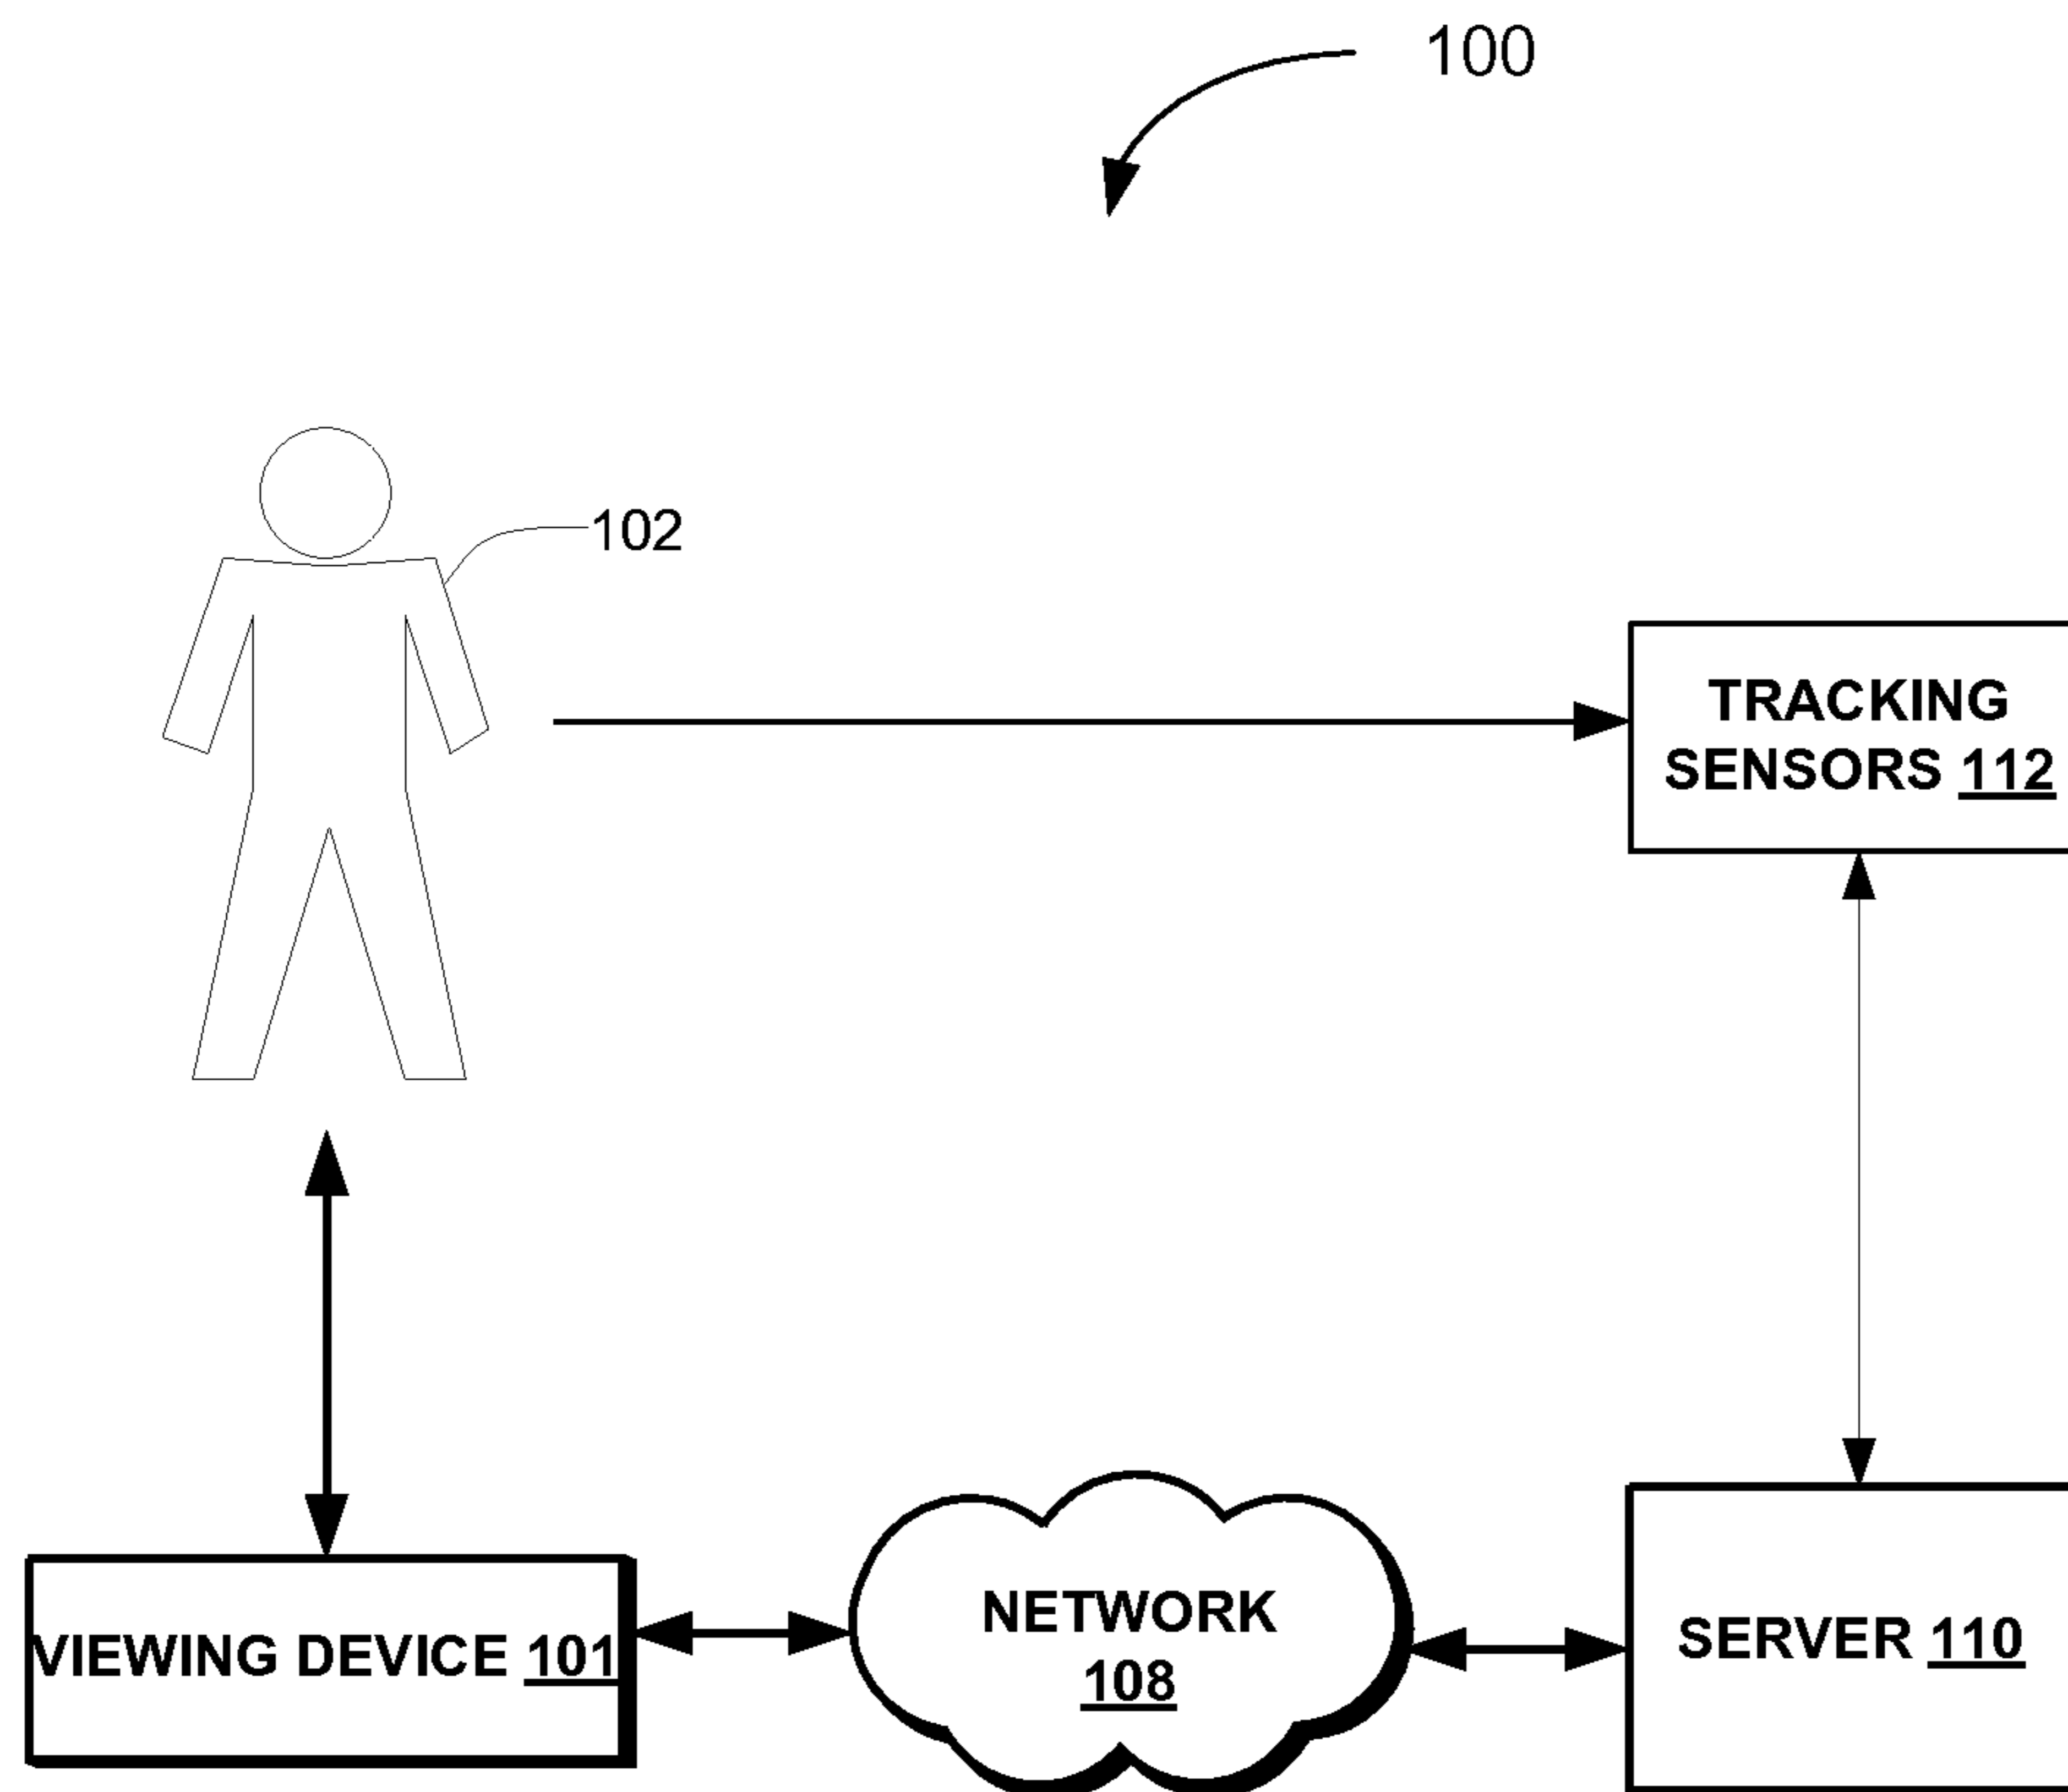 100
102
TRACKING
SENSORS 112
NETWORK
108
VIEWING DEVICE 101
SERVER 110